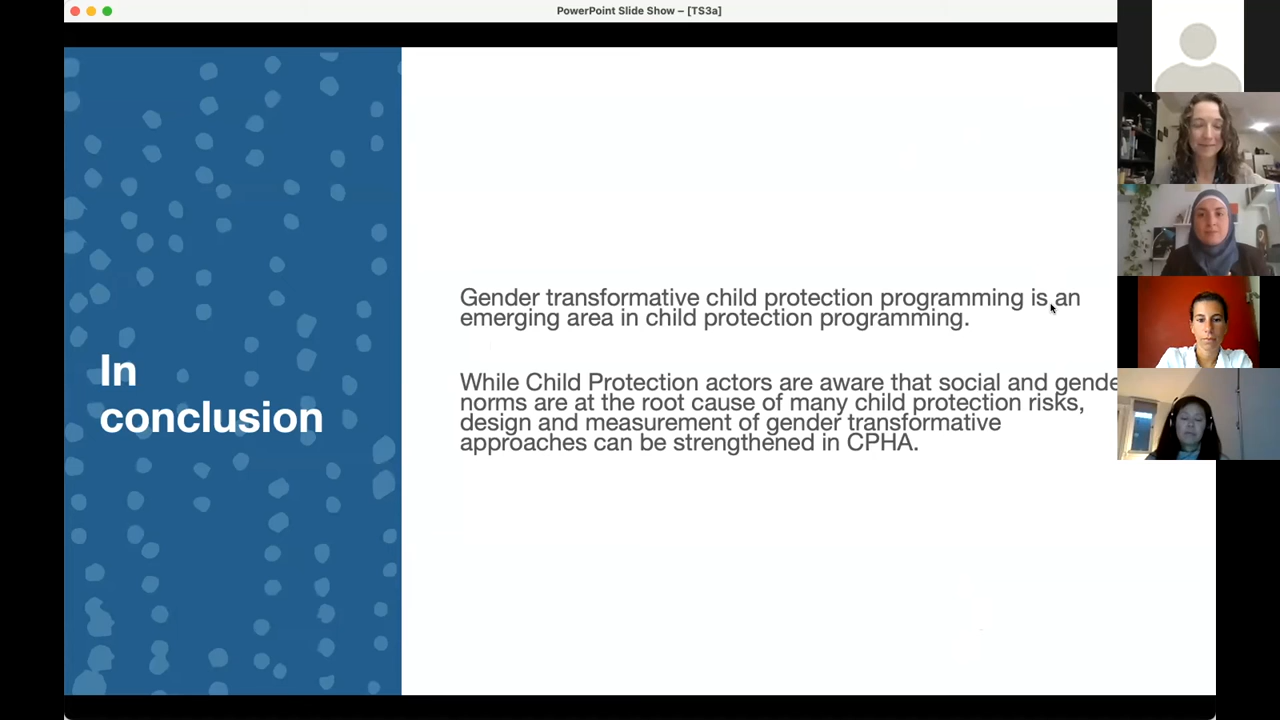 PowerPoint Slide Show – [TS3a]
In
conclusion
Gender transformative child protection programming is an
emerging area in child protection programming.
While Child Protection actors are aware that social and gende
norms are at the root cause of many child protection risks,
design and measurement of gender transformative
approaches can be strengthened in CPHA.